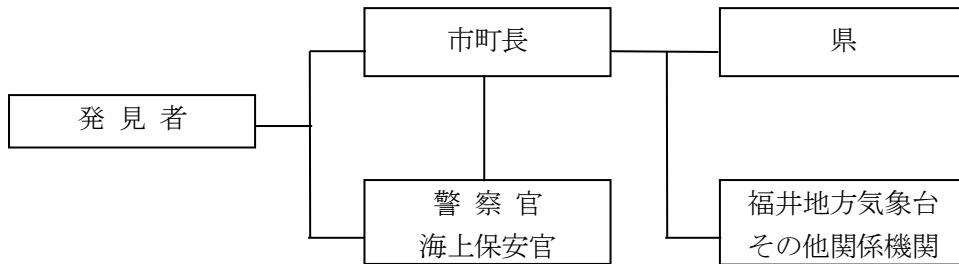 市町長
県
発 見 者
警 察 官
海上保安官
福井地方気象台
その他関係機関